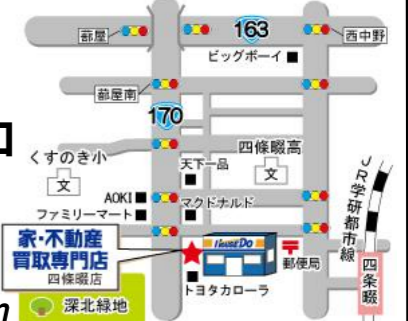 163
蔀屋
西中野
ビッグボーイ
蔀屋南
170
口
くすのき小
文
天下一品
四條畷高
文
AOKI
マクドナルド
ファミリーマート
JR学研都市線
四条畷
家・不動産
買取専門店
四條畷店
House Do
〒
郵便局
トヨタカローラ
深北緑地